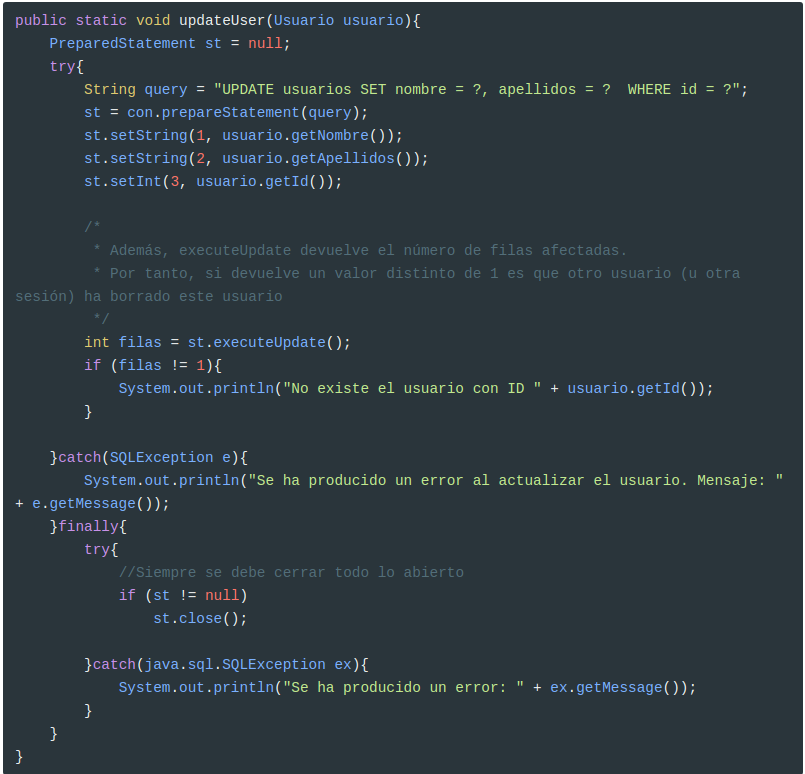 public static void updateUser(Usuario usuario){
    PreparedStatement st = null;
    try{
        String query = "UPDATE usuarios SET nombre = ?, apellidos = ?  WHERE id = ?";
        st = con.prepareStatement(query);
        st.setString(1, usuario.getNombre());
        st.setString(2, usuario.getApellidos());
        st.setInt(3, usuario.getId());

        /*
         * Además, executeUpdate devuelve el número de filas afectadas.
         * Por tanto, si devuelve un valor distinto de 1 es que otro usuario (u otra
sesión) ha borrado este usuario
         */
        int filas = st.executeUpdate();
        if (filas != 1){
            System.out.println("No existe el usuario con ID " + usuario.getId());
        }

    }catch(SQLException e){
        System.out.println("Se ha producido un error al actualizar el usuario. Mensaje: "
+ e.getMessage());
    }finally{
        try{
            //Siempre se debe cerrar todo lo abierto
            if (st != null)
                st.close();

        }catch(java.sql.SQLException ex){
            System.out.println("Se ha producido un error: " + ex.getMessage());
        }
    }
}